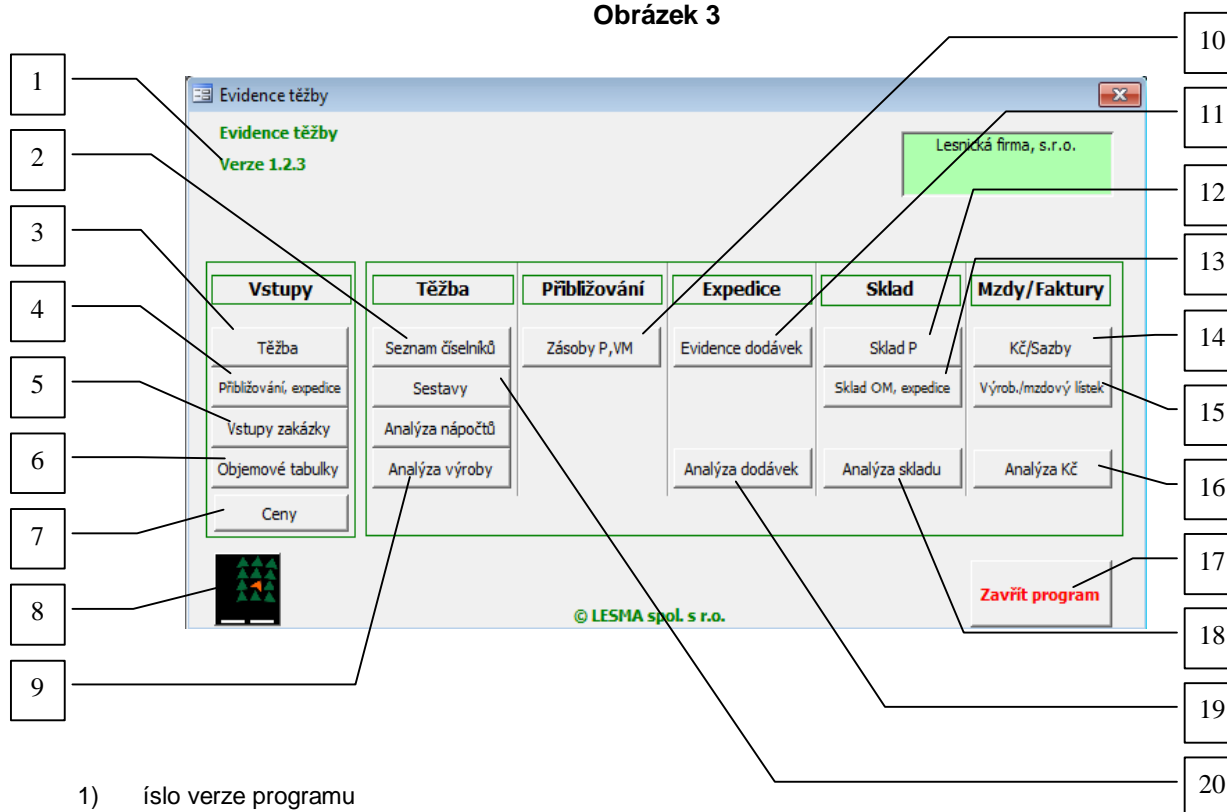 Obrázek 3
1
2
3
4
5
6
7
8
9
10
11
12
13
14
15
16
17
18
19
20
Evidence těžby
Evidence těžby
Verze 1.2.3
Lesnická firma, s.r.o.
Vstupy
Těžba
Přibližování, expedice
Vstupy zakázky
Objemové tabulky
Ceny
Těžba
Seznam číselníků
Sestavy
Analýza nápočtů
Analýza výroby
Přibližování
Zásoby P,VM
Expedice
Evidence dodávek
Analýza dodávek
Sklad
Sklad P
Sklad OM, expedice
Analýza skladu
Mzdy/Faktury
Kč/Sazby
Výrob./mzdový lístek
Analýza Kč
Zavřít program
© LESMA spol. s r.o.
1) íslo verze programu